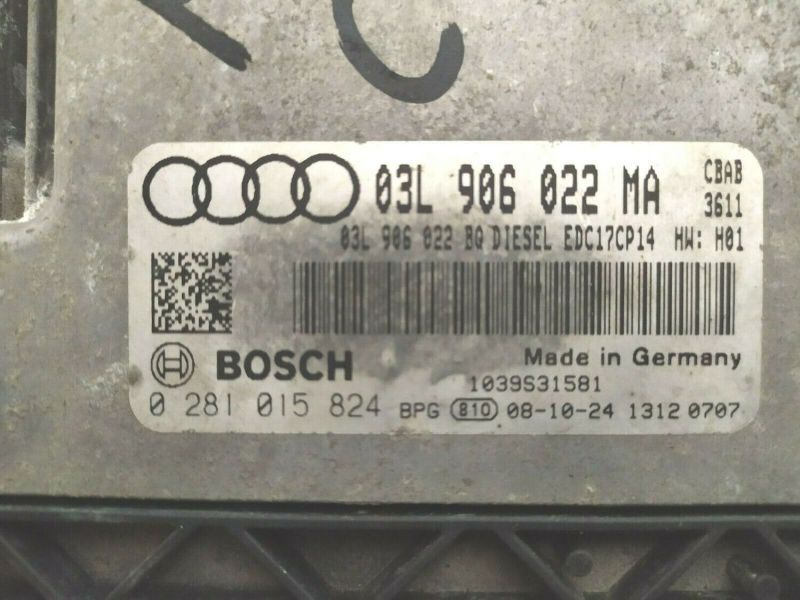 03L 906 022 MA CBAB
3611
03L 906 022 BQ DIESEL EDC17CP14 HW: H01
BOSCH Made in Germany
1039S31581
0 281 015 824 BPG 810 08-10-24 1312 0707